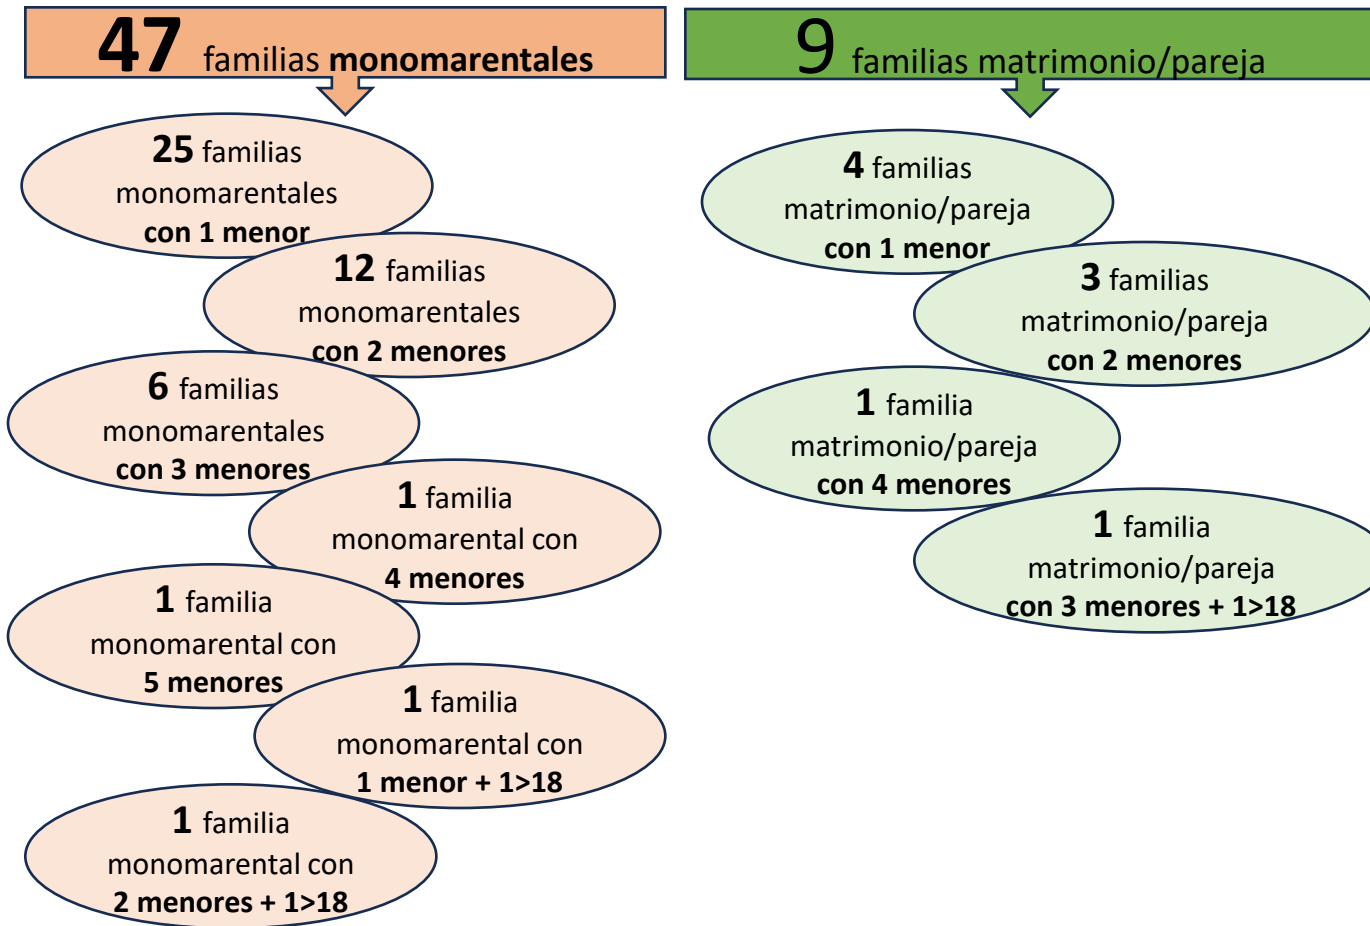 47 familias monomarentales
25 familias
monomarentales
con 1 menor
12 familias
monomarentales
con 2 menores
6 familias
monomarentales
con 3 menores
1 familia
monomarental con
4 menores
1 familia
monomarental con
5 menores
1 familia
monomarental con
1 menor + 1>18
1 familia
monomarental con
2 menores + 1>18
9 familias matrimonio/pareja
4 familias
matrimonio/pareja
con 1 menor
3 familias
matrimonio/pareja
con 2 menores
1 familia
matrimonio/pareja
con 4 menores
1 familia
matrimonio/pareja
con 3 menores + 1>18